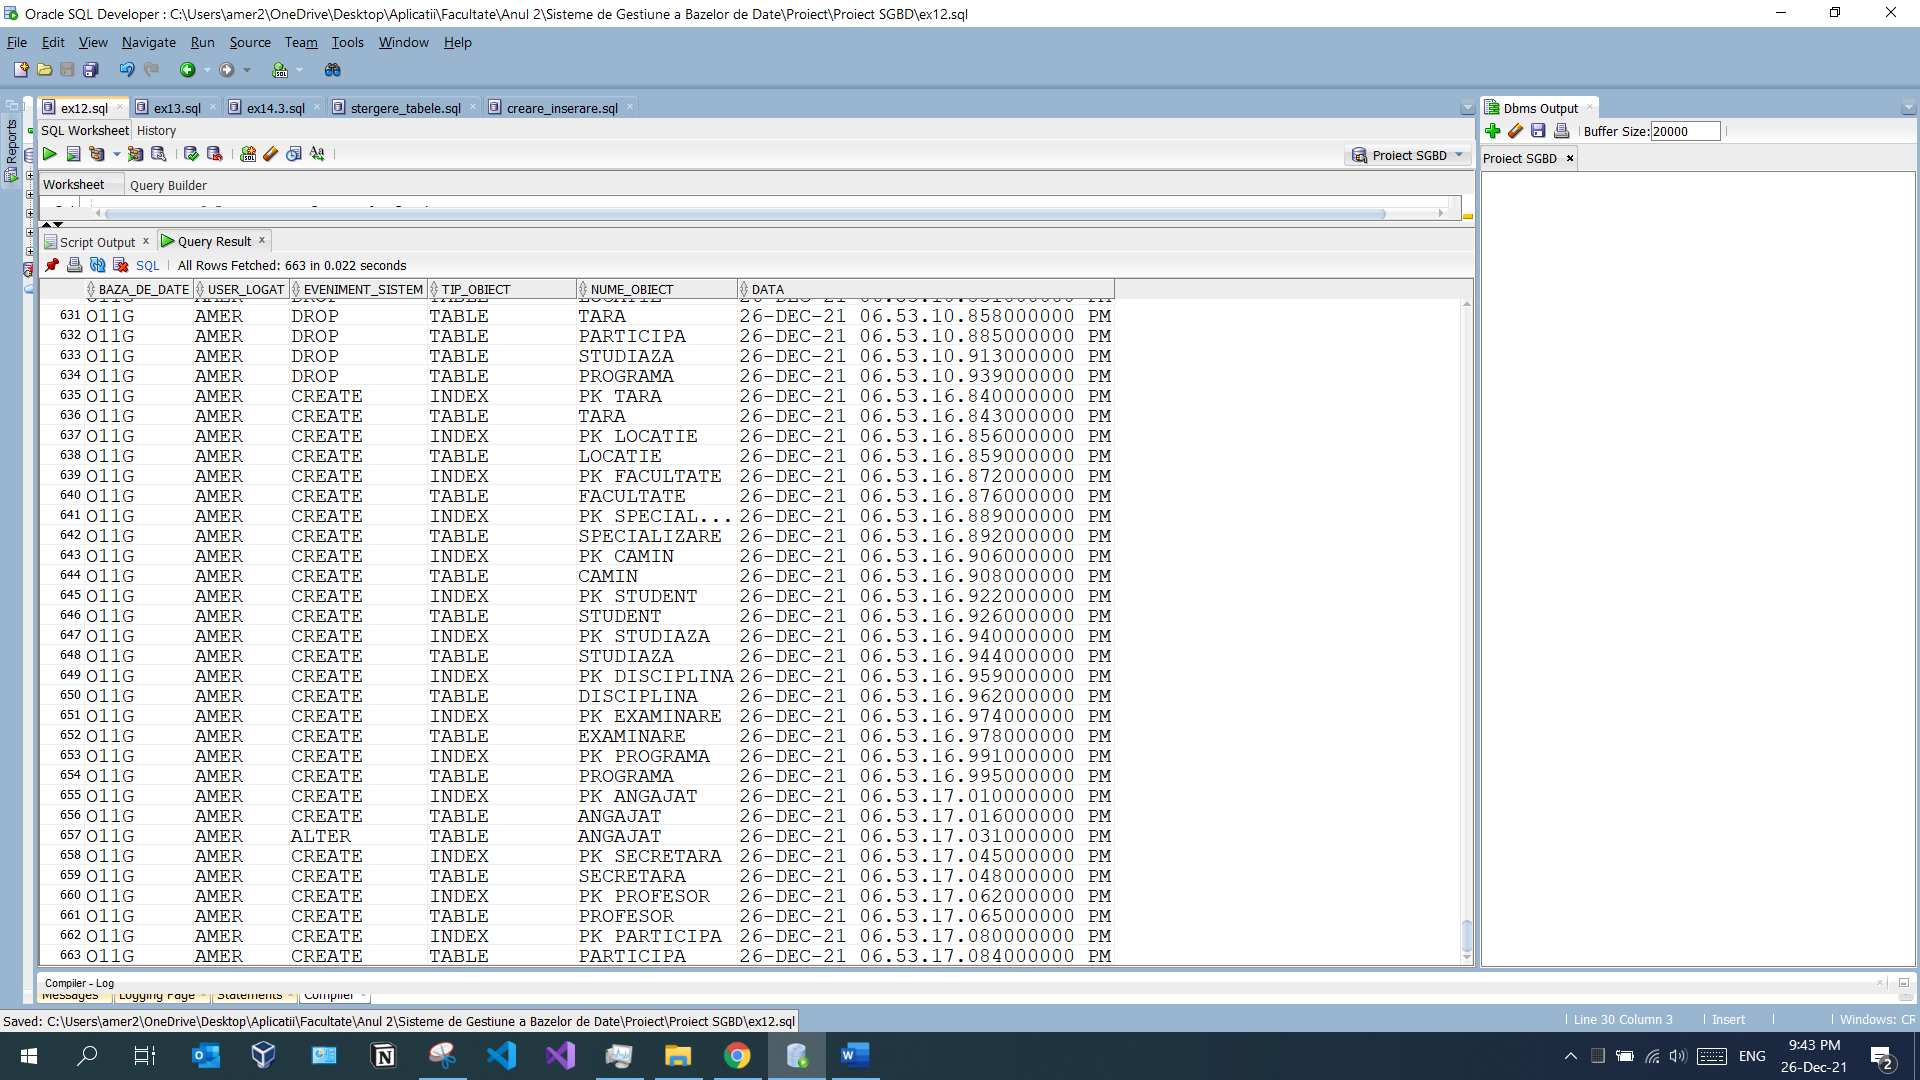 Oracle SQL Developer : C:\Users\amer2\OneDrive\Desktop\Aplicatii\Facultate\Anul 2\Sisteme de Gestiune a Bazelor de Date\Proiect\Proiect SGBD\ex12.sql
File Edit View Navigate Run Source Team Tools Window Help
ex12.sql ex13.sql ex14.3.sql stergere_tabele.sql creare_inserare.sql
Dbms Output
Reports
SQL Worksheet History
Buffer Size: 20000
Proiect SGBD
Proiect SGBD
Worksheet Query Builder
Script Output x Query Result x
SQL | All Rows Fetched: 663 in 0.022 seconds
BAZA_DE_DATE USER_LOGAT EVENIMENT_SISTEM TIP_OBIECT NUME_OBIECT DATA
631 O11G AMER DROP TABLE TARA 26-DEC-21 06.53.10.858000000 PM
632 O11G AMER DROP TABLE PARTICIPA 26-DEC-21 06.53.10.885000000 PM
633 O11G AMER DROP TABLE STUDIAZA 26-DEC-21 06.53.10.913000000 PM
634 O11G AMER DROP TABLE PROGRAMA 26-DEC-21 06.53.10.939000000 PM
635 O11G AMER CREATE INDEX PK TARA 26-DEC-21 06.53.16.840000000 PM
636 O11G AMER CREATE TABLE TARA 26-DEC-21 06.53.16.843000000 PM
637 O11G AMER CREATE INDEX PK LOCATIE 26-DEC-21 06.53.16.856000000 PM
638 O11G AMER CREATE TABLE LOCATIE 26-DEC-21 06.53.16.859000000 PM
639 O11G AMER CREATE INDEX PK FACULTATE 26-DEC-21 06.53.16.872000000 PM
640 O11G AMER CREATE TABLE FACULTATE 26-DEC-21 06.53.16.876000000 PM
641 O11G AMER CREATE INDEX PK SPECIAL... 26-DEC-21 06.53.16.889000000 PM
642 O11G AMER CREATE TABLE SPECIALIZARE 26-DEC-21 06.53.16.892000000 PM
643 O11G AMER CREATE INDEX PK CAMIN 26-DEC-21 06.53.16.906000000 PM
644 O11G AMER CREATE TABLE CAMIN 26-DEC-21 06.53.16.908000000 PM
645 O11G AMER CREATE INDEX PK STUDENT 26-DEC-21 06.53.16.922000000 PM
646 O11G AMER CREATE TABLE STUDENT 26-DEC-21 06.53.16.926000000 PM
647 O11G AMER CREATE INDEX PK STUDIAZA 26-DEC-21 06.53.16.940000000 PM
648 O11G AMER CREATE TABLE STUDIAZA 26-DEC-21 06.53.16.944000000 PM
649 O11G AMER CREATE INDEX PK DISCIPLINA 26-DEC-21 06.53.16.959000000 PM
650 O11G AMER CREATE TABLE DISCIPLINA 26-DEC-21 06.53.16.962000000 PM
651 O11G AMER CREATE INDEX PK EXAMINARE 26-DEC-21 06.53.16.974000000 PM
652 O11G AMER CREATE TABLE EXAMINARE 26-DEC-21 06.53.16.978000000 PM
653 O11G AMER CREATE INDEX PK PROGRAMA 26-DEC-21 06.53.16.991000000 PM
654 O11G AMER CREATE TABLE PROGRAMA 26-DEC-21 06.53.16.995000000 PM
655 O11G AMER CREATE INDEX PK ANGAJAT 26-DEC-21 06.53.17.010000000 PM
656 O11G AMER CREATE TABLE ANGAJAT 26-DEC-21 06.53.17.016000000 PM
657 O11G AMER ALTER TABLE ANGAJAT 26-DEC-21 06.53.17.031000000 PM
658 O11G AMER CREATE INDEX PK SECRETARA 26-DEC-21 06.53.17.045000000 PM
659 O11G AMER CREATE TABLE SECRETARA 26-DEC-21 06.53.17.048000000 PM
660 O11G AMER CREATE INDEX PK PROFESOR 26-DEC-21 06.53.17.062000000 PM
661 O11G AMER CREATE TABLE PROFESOR 26-DEC-21 06.53.17.065000000 PM
662 O11G AMER CREATE INDEX PK PARTICIPA 26-DEC-21 06.53.17.080000000 PM
663 O11G AMER CREATE TABLE PARTICIPA 26-DEC-21 06.53.17.084000000 PM
Compiler - Log
Messages Logging Page Statements Compiler
Saved: C:\Users\amer2\OneDrive\Desktop\Aplicatii\Facultate\Anul 2\Sisteme de Gestiune a Bazelor de Date\Proiect\Proiect SGBD\ex12.sql
Line 30 Column 3 | Insert | Windows: CR
ENG
9:43 PM
26-Dec-21
2